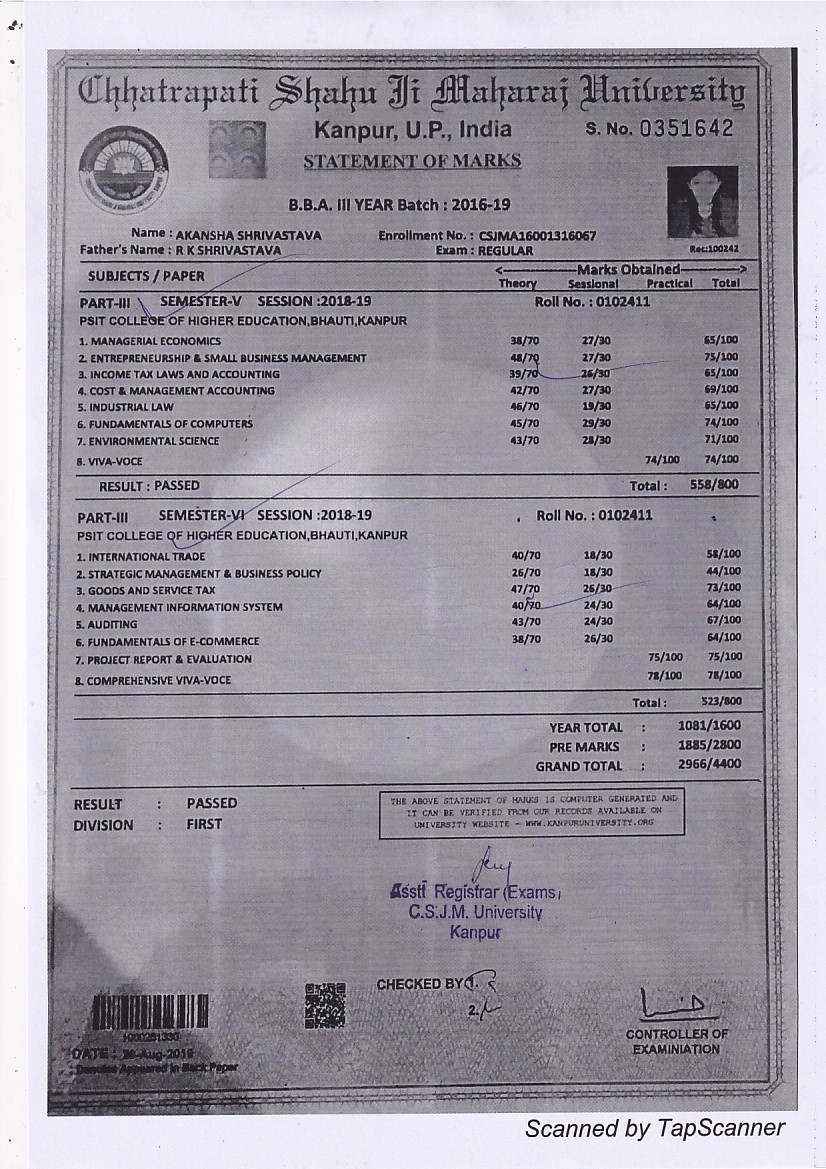 Chhatrapati Shahu Ji Maharaj University
Kanpur, U.P., India
S. No. 0351642
STATEMENT OF MARKS
B.B.A. III YEAR Batch : 2016-19
Name : AKANSHA SHRIVASTAVA Enrollment No. : CSJMA16001316067
Father's Name : R K SHRIVASTAVA Exam : REGULAR
Rec:100242
SUBJECTS / PAPER <----Marks Obtained---->
Theory Sessional Practical Total
PART-III SEMESTER-V SESSION :2018-19 Roll No. : 0102411
PSIT COLLEGE OF HIGHER EDUCATION,BHAUTI,KANPUR
1. MANAGERIAL ECONOMICS 38/70 27/30 65/100
2. ENTREPRENEURSHIP & SMALL BUSINESS MANAGEMENT 48/70 27/30 75/100
3. INCOME TAX LAWS AND ACCOUNTING 39/70 26/30 65/100
4. COST & MANAGEMENT ACCOUNTING 42/70 27/30 69/100
5. INDUSTRIAL LAW 46/70 19/30 65/100
6. FUNDAMENTALS OF COMPUTERS 45/70 29/30 74/100
7. ENVIRONMENTAL SCIENCE 43/70 28/30 71/100
8. VIVA-VOCE 74/100 74/100
RESULT : PASSED Total : 558/800
PART-III SEMESTER-VI SESSION :2018-19 Roll No. : 0102411
PSIT COLLEGE OF HIGHER EDUCATION,BHAUTI,KANPUR
1. INTERNATIONAL TRADE 40/70 18/30 58/100
2. STRATEGIC MANAGEMENT & BUSINESS POLICY 26/70 18/30 44/100
3. GOODS AND SERVICE TAX 47/70 26/30 73/100
4. MANAGEMENT INFORMATION SYSTEM 40/70 24/30 64/100
5. AUDITING 43/70 24/30 67/100
6. FUNDAMENTALS OF E-COMMERCE 38/70 26/30 64/100
7. PROJECT REPORT & EVALUATION 75/100 75/100
8. COMPREHENSIVE VIVA-VOCE 78/100 78/100
Total : 523/800
YEAR TOTAL : 1081/1600
PRE MARKS : 1885/2800
GRAND TOTAL : 2966/4400
RESULT : PASSED
DIVISION : FIRST
THE ABOVE STATEMENT OF MARKS IS COMPUTER GENERATED AND
IT CAN BE VERIFIED FROM OUR RECORDS AVAILABLE ON
UNIVERSITY WEBSITE - WWW.KANPURUNIVERSITY.ORG
Asstt Registrar (Exams)
C.S.J.M. University
Kanpur
CHECKED BY 1.
2.
1000251330
DATE : 26-Aug-2019
Denotes Appeared in Back Paper
CONTROLLER OF
EXAMINIATION
Scanned by TapScanner